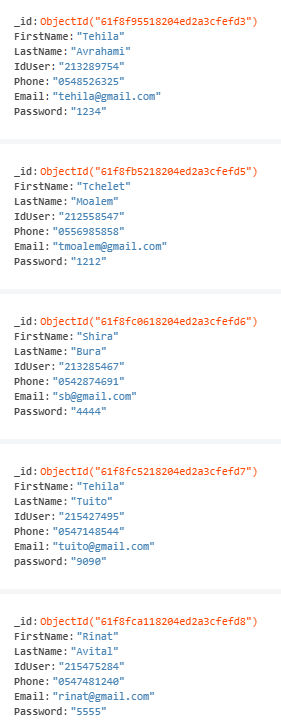 _id: ObjectId("61f8f95518204ed2a3cfefd3")
FirstName: "Tehila"
LastName: "Avrahami"
IdUser: "213289754"
Phone: "0548526325"
Email: "tehila@gmail.com"
Password: "1234"
_id: ObjectId("61f8fb5218204ed2a3cfefd5")
FirstName: "Tchelet"
LastName: "Moalem"
IdUser: "212558547"
Phone: "0556985858"
Email: "tmoalem@gmail.com"
Password: "1212"
_id: ObjectId("61f8fc0618204ed2a3cfefd6")
FirstName: "Shira"
LastName: "Bura"
IdUser: "213285467"
Phone: "0542874691"
Email: "sb@gmail.com"
Password: "4444"
_id: ObjectId("61f8fc5218204ed2a3cfefd7")
FirstName: "Tehila"
LastName: "Tuito"
IdUser: "215427495"
Phone: "0547148544"
Email: "tuito@gmail.com"
password: "9090"
_id: ObjectId("61f8fca118204ed2a3cfefd8")
FirstName: "Rinat"
LastName: "Avital"
IdUser: "215475284"
Phone: "0547481240"
Email: "rinat@gmail.com"
Password: "5555"